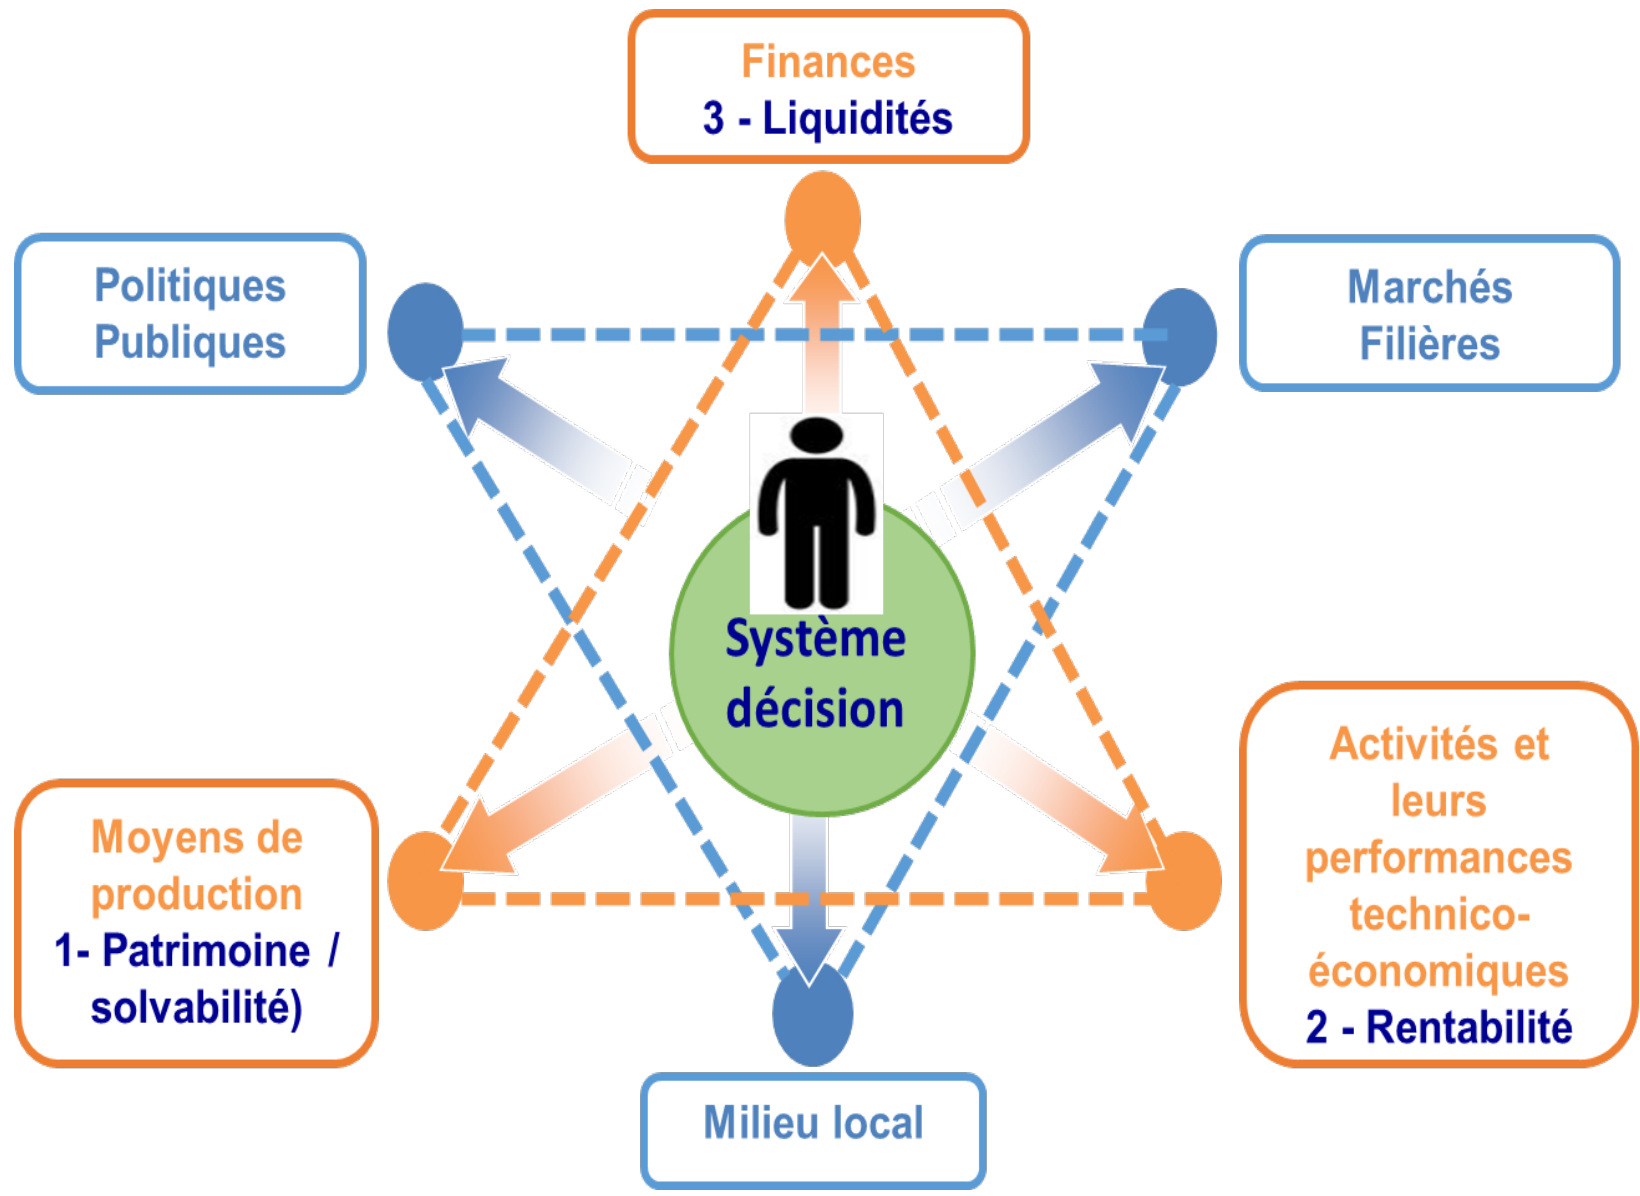 Finances
3 - Liquidités
Politiques
Publiques
Marchés
Filières
Système
décision
Moyens de
production
1- Patrimoine /
solvabilité)
Activités et
leurs
performances
technico-
économiques
2 - Rentabilité
Milieu local